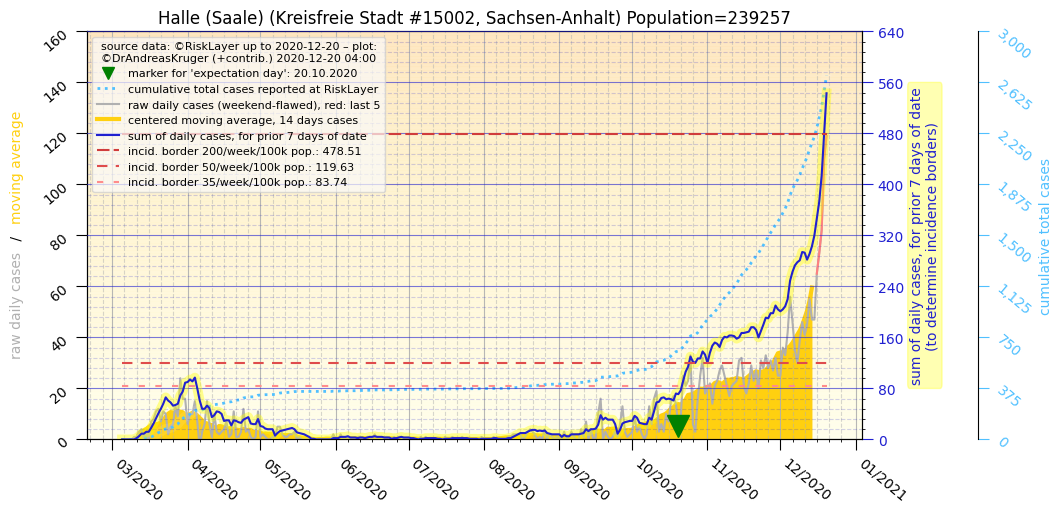 Halle (Saale) (Kreisfreie Stadt #15002, Sachsen-Anhalt) Population=239257
source data: ©RiskLayer up to 2020-12-20 – plot:
©DrAndreasKruger (+contrib.) 2020-12-20 04:00
marker for 'expectation day': 20.10.2020
cumulative total cases reported at RiskLayer
raw daily cases (weekend-flawed), red: last 5
centered moving average, 14 days cases
sum of daily cases, for prior 7 days of date
incid. border 200/week/100k pop.: 478.51
incid. border 50/week/100k pop.: 119.63
incid. border 35/week/100k pop.: 83.74
raw daily cases / moving average
160
140
120
100
80
60
40
20
0
03/2020
04/2020
05/2020
06/2020
07/2020
08/2020
09/2020
10/2020
11/2020
12/2020
01/2021
640
560
480
400
320
240
160
80
0
sum of daily cases, for prior 7 days of date
(to determine incidence borders)
3,000
2,625
2,250
1,875
1,500
1,125
750
375
0
cumulative total cases